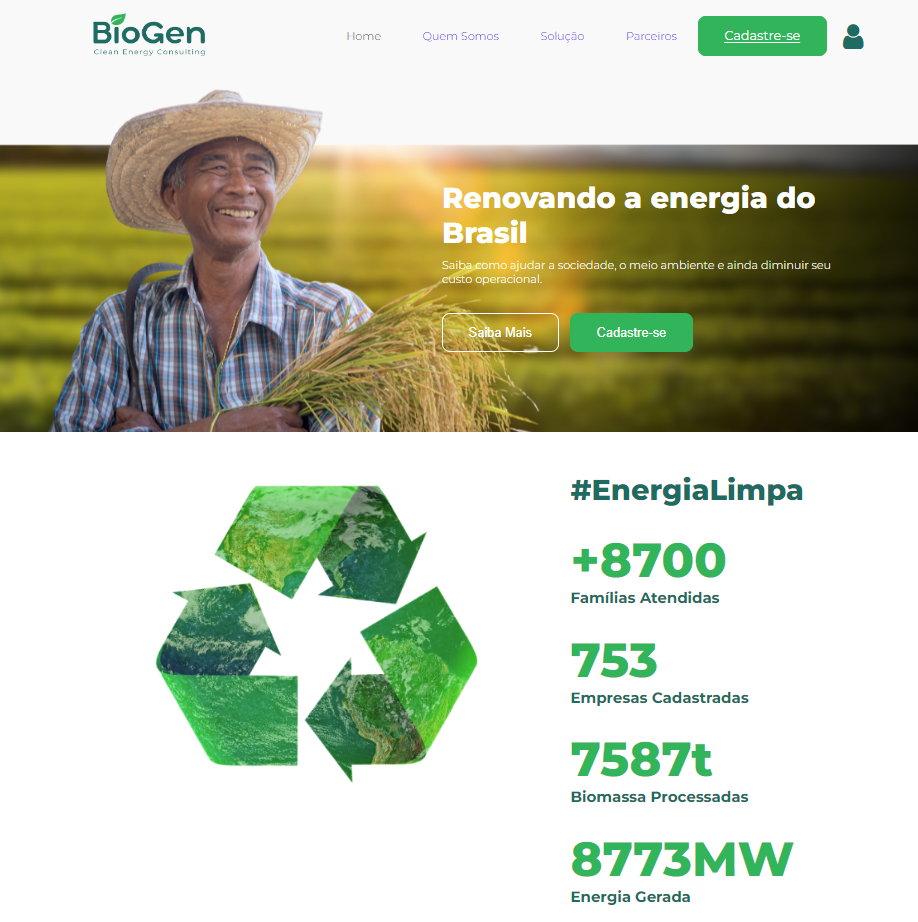 BioGen
Clean Energy Consulting
Home
Quem Somos
Solução
Parceiros
Cadastre-se
Renovando a energia do
Brasil
Saiba como ajudar a sociedade, o meio ambiente e ainda diminuir seu
custo operacional.
Saiba Mais
Cadastre-se
#EnergiaLimpa
+8700
Famílias Atendidas
753
Empresas Cadastradas
7587t
Biomassa Processadas
8773MW
Energia Gerada